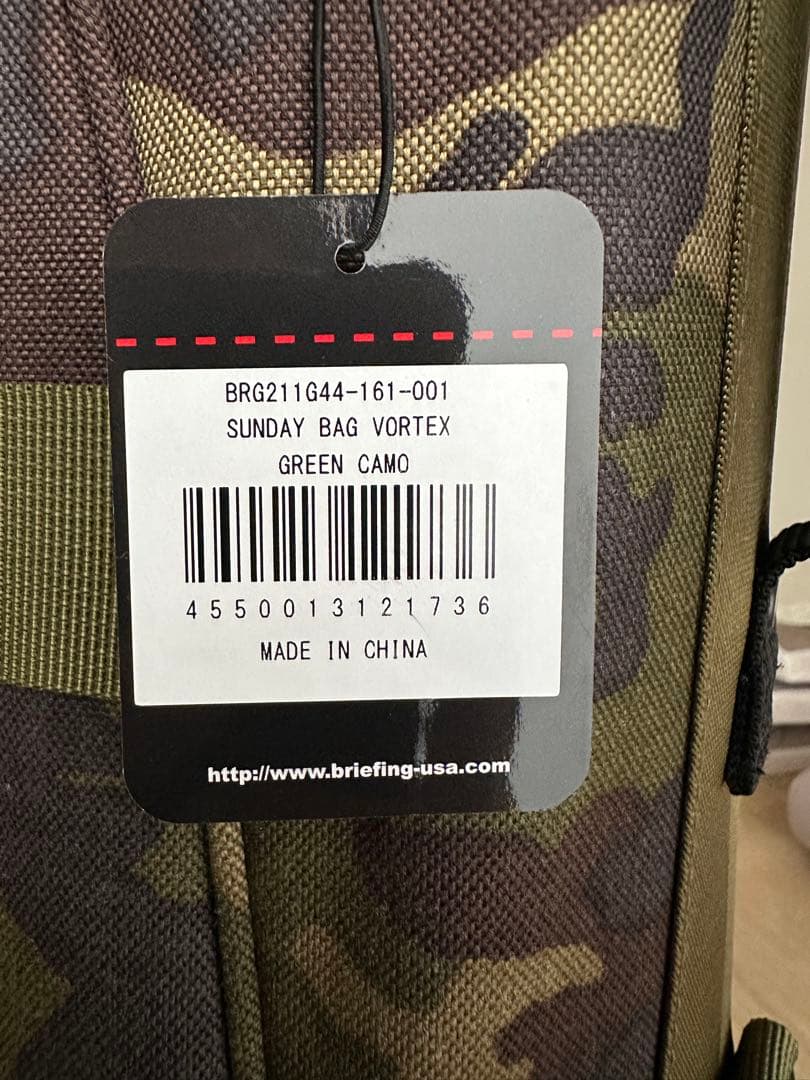 BRG211G44-161-001
SUNDAY BAG VORTEX
GREEN CAMO
4550013121736
MADE IN CHINA
http://www.briefing-usa.com